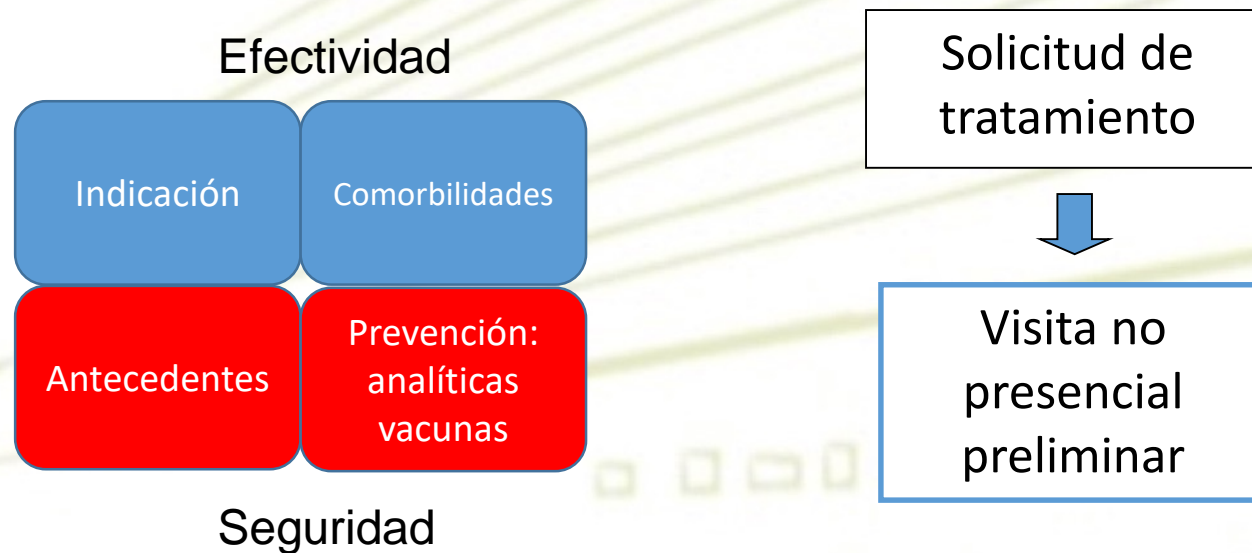 Efectividad
Indicación
Comorbilidades
Antecedentes
Prevención:
analíticas
vacunas
Seguridad
Solicitud de
tratamiento
Visita no
presencial
preliminar